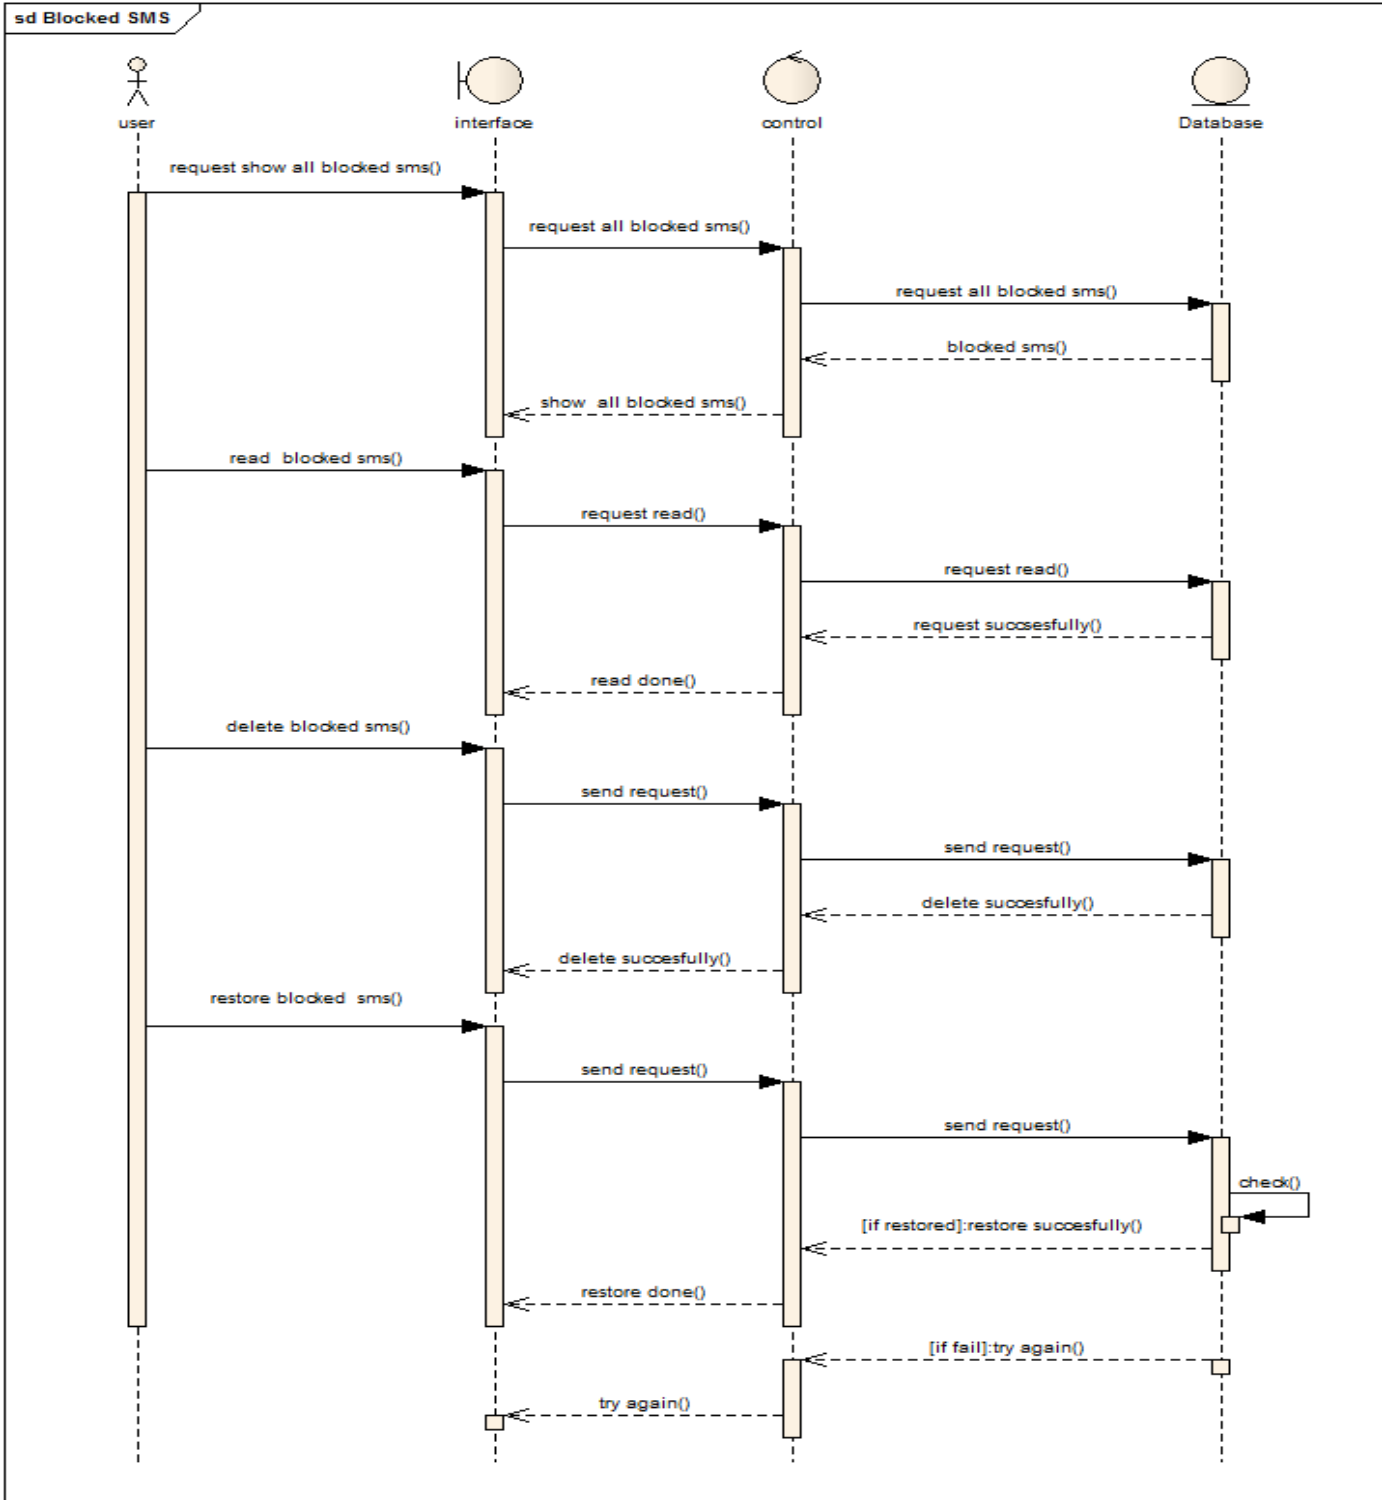 sd Blocked SMS
user
interface
control
Database
request show all blocked sms()
request all blocked sms()
request all blocked sms()
blocked sms()
show  all blocked sms()
read  blocked sms()
request read()
request read()
request succsesfully()
read done()
delete blocked sms()
send request()
send request()
delete succesfully()
delete succesfully()
restore blocked  sms()
send request()
send request()
check()
[if restored]:restore succesfully()
restore done()
[if fail]:try again()
try again()